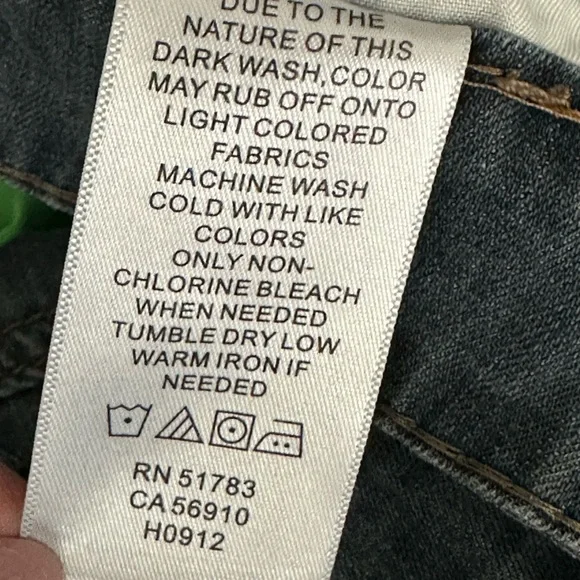 DUE TO THE
NATURE OF THIS
DARK WASH, COLOR
MAY RUB OFF ONTO
LIGHT COLORED
FABRICS
MACHINE WASH
COLD WITH LIKE
COLORS
ONLY NON-
CHLORINE BLEACH
WHEN NEEDED
TUMBLE DRY LOW
WARM IRON IF
NEEDED
RN 51783
CA 56910
H0912